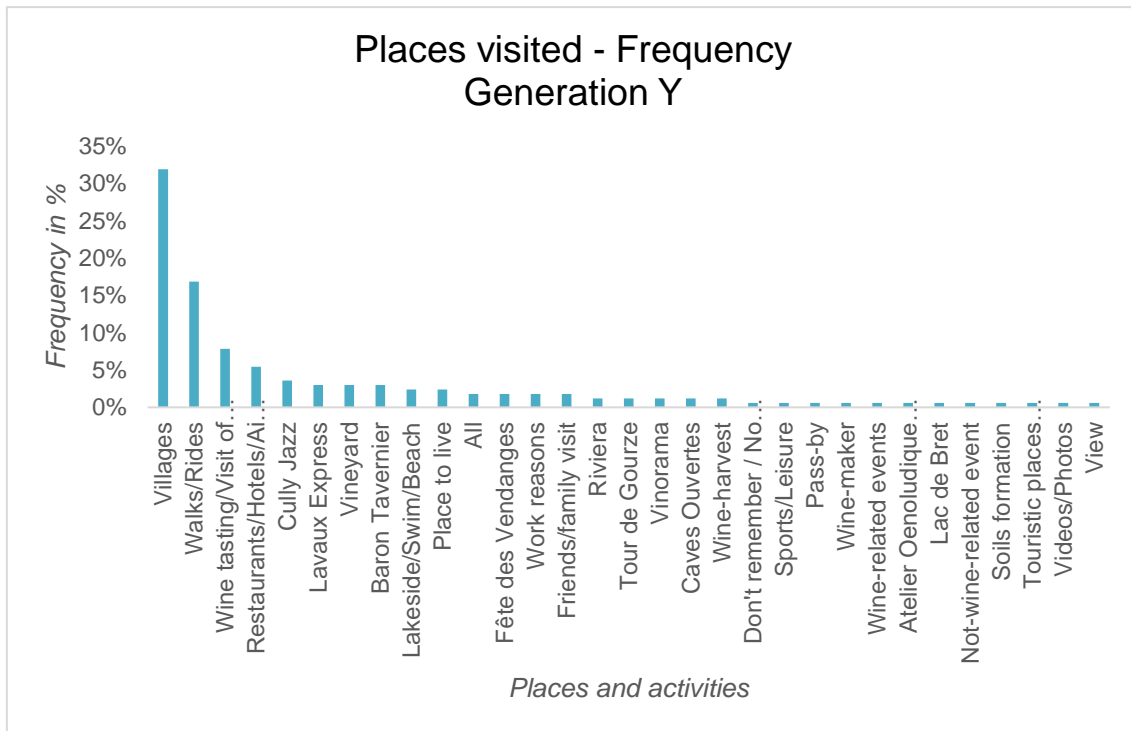 Places visited - Frequency
Generation Y
35%
30%
25%
20%
15%
10%
5%
0%
Frequency in %
Villages
Walks/Rides
Wine tasting/Visit of…
Restaurants/Hotels/Ai…
Cully Jazz
Lavaux Express
Vineyard
Baron Tavernier
Lakeside/Swim/Beach
Place to live
All
Fête des Vendanges
Work reasons
Friends/family visit
Riviera
Tour de Gourze
Vinorama
Caves Ouvertes
Wine-harvest
Don't remember / No…
Sports/Leisure
Pass-by
Wine-maker
Wine-related events
Atelier Oenoludique…
Lac de Bret
Not-wine-related event
Soils formation
Touristic places…
Videos/Photos
View
Places and activities